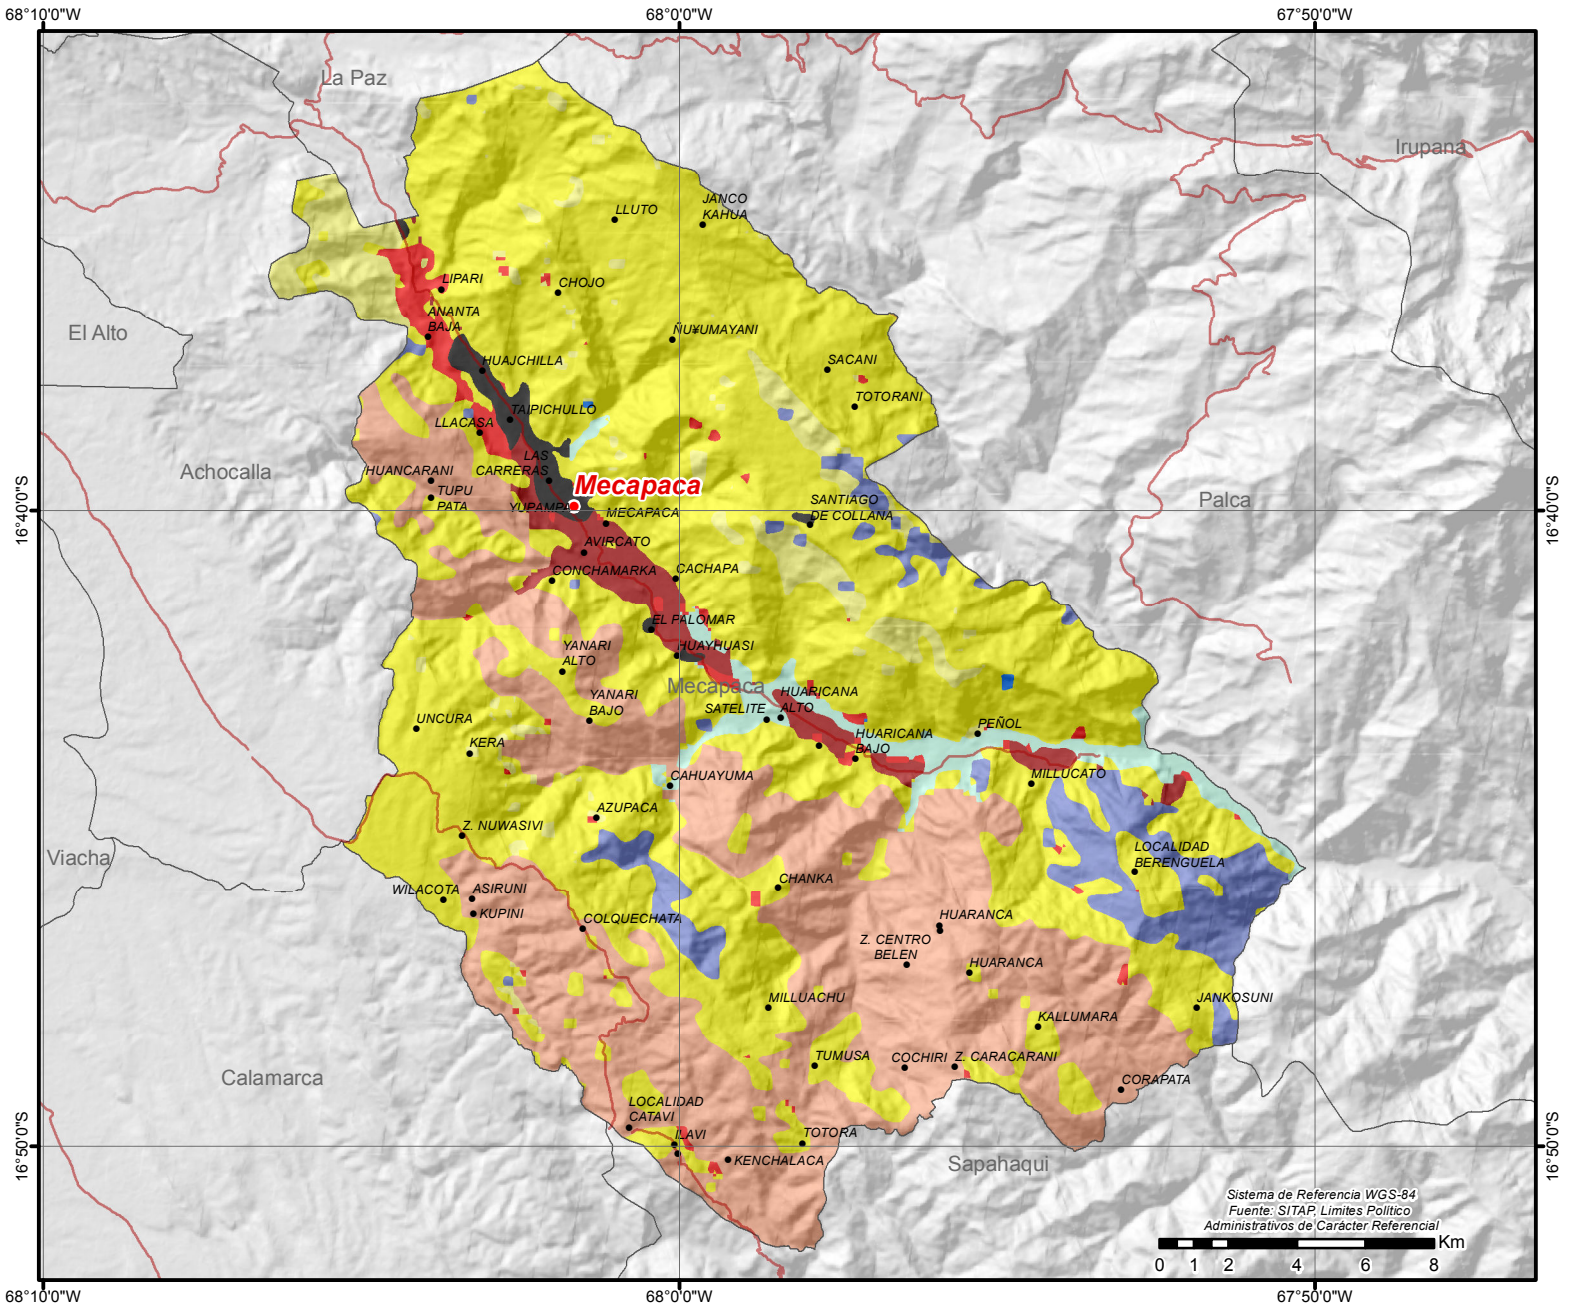 68°10'0"W
68°0'0"W
67°50'0"W
La Paz
Irupana
JANCO
KAHUA
LLUTO
LIPARI
CHOJO
ANANTA
BAJA
El Alto
ÑU¥UMAYANI
HUAJCHILLA
SACANI
TOTORANI
TAIPICHULLO
LLACASA
LAS
CARRERAS
Achocalla
HUANCARANI
TUPU
PATA
Mecapaca
YUPAMPA
MECAPACA
SANTIAGO
DE COLLANA
Palca
16°40'0"S
16°40'0"S
AVIRCATO
CONCHAMARKA
CACHAPA
EL PALOMAR
HUAYHUASI
YANARI
ALTO
Mecapaca
YANARI
BAJO
SATELITE
HUARICANA
ALTO
UNCURA
KERA
HUARICANA
BAJO
PEÑOL
CAHUAYUMA
MILLUCATO
AZUPACA
Z. NUWASIVI
Viacha
LOCALIDAD
BERENGUELA
WILACOTA
ASIRUNI
KUPINI
CHANKA
COLQUECHATA
HUARANCA
Z. CENTRO
BELEN
HUARANCA
MILLUACHU
JANKOSUNI
KALLUMARA
Calamarca
TUMUSA
COCHIRI
Z. CARACARANI
CORAPATA
LOCALIDAD
CATAVI
ILAVI
TOTORA
KENCHALACA
Sapahaqui
16°50'0"S
16°50'0"S
Sistema de Referencia WGS-84
Fuente: SITAP, Limites Político
Administrativos de Carácter Referencial
Km
0 1 2 4 6 8
68°10'0"W
68°0'0"W
67°50'0"W